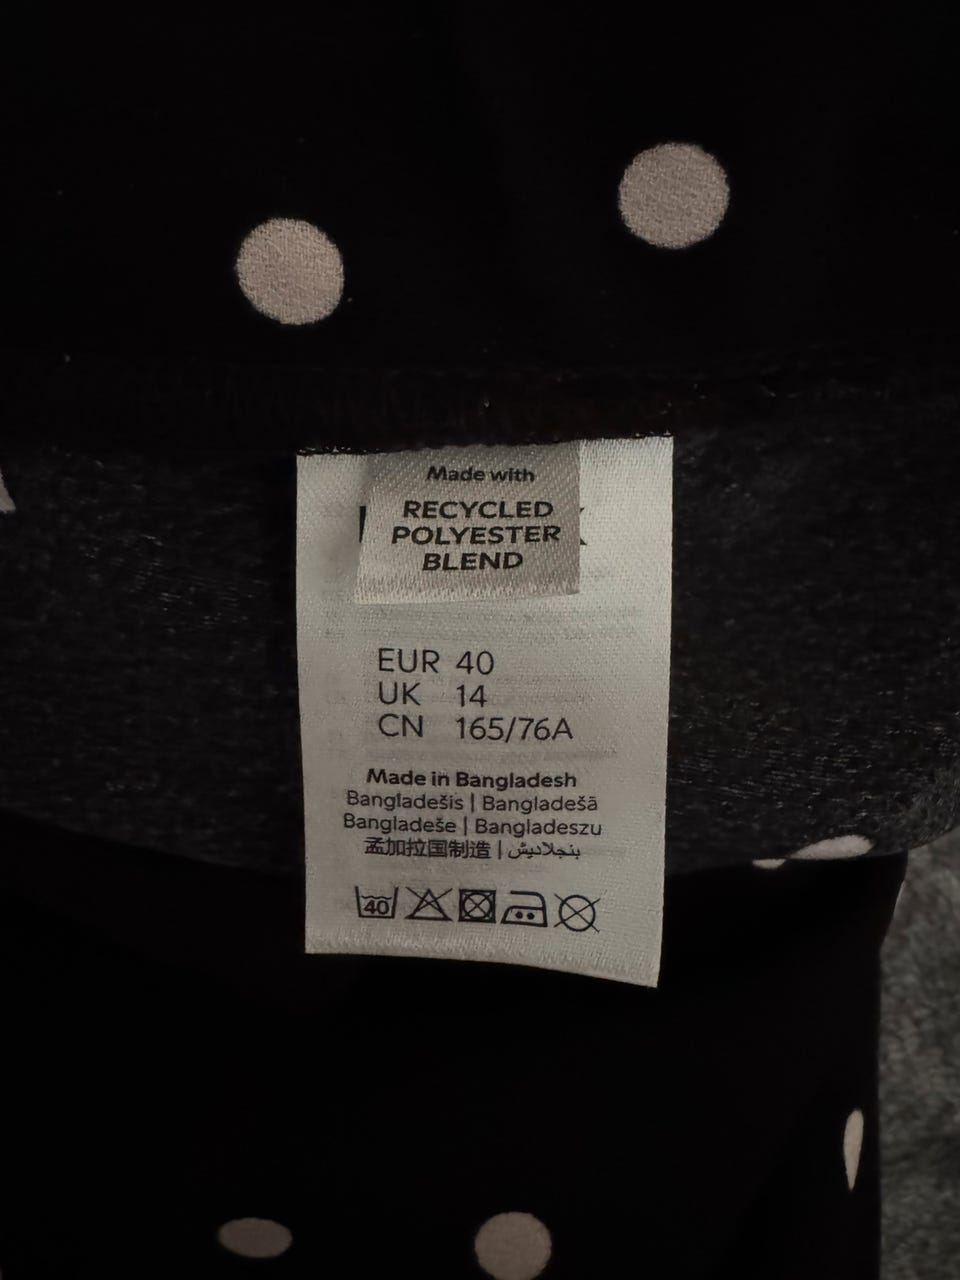 Made with
RECYCLED
POLYESTER
BLEND
EUR 40
UK 14
CN 165/76A
Made in Bangladesh
Bangladešis | Bangladešā
Bangladeše | Bangladeszu
孟加拉国制造 | بنجلاديش
40